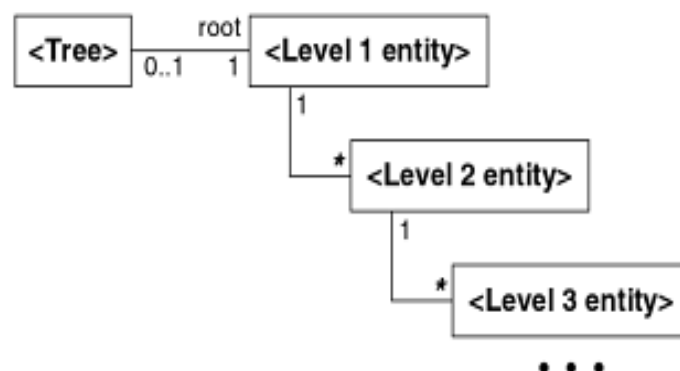 root
<Tree> <Level 1 entity>
0..1 1
1
* <Level 2 entity>
1
* <Level 3 entity>
• • •